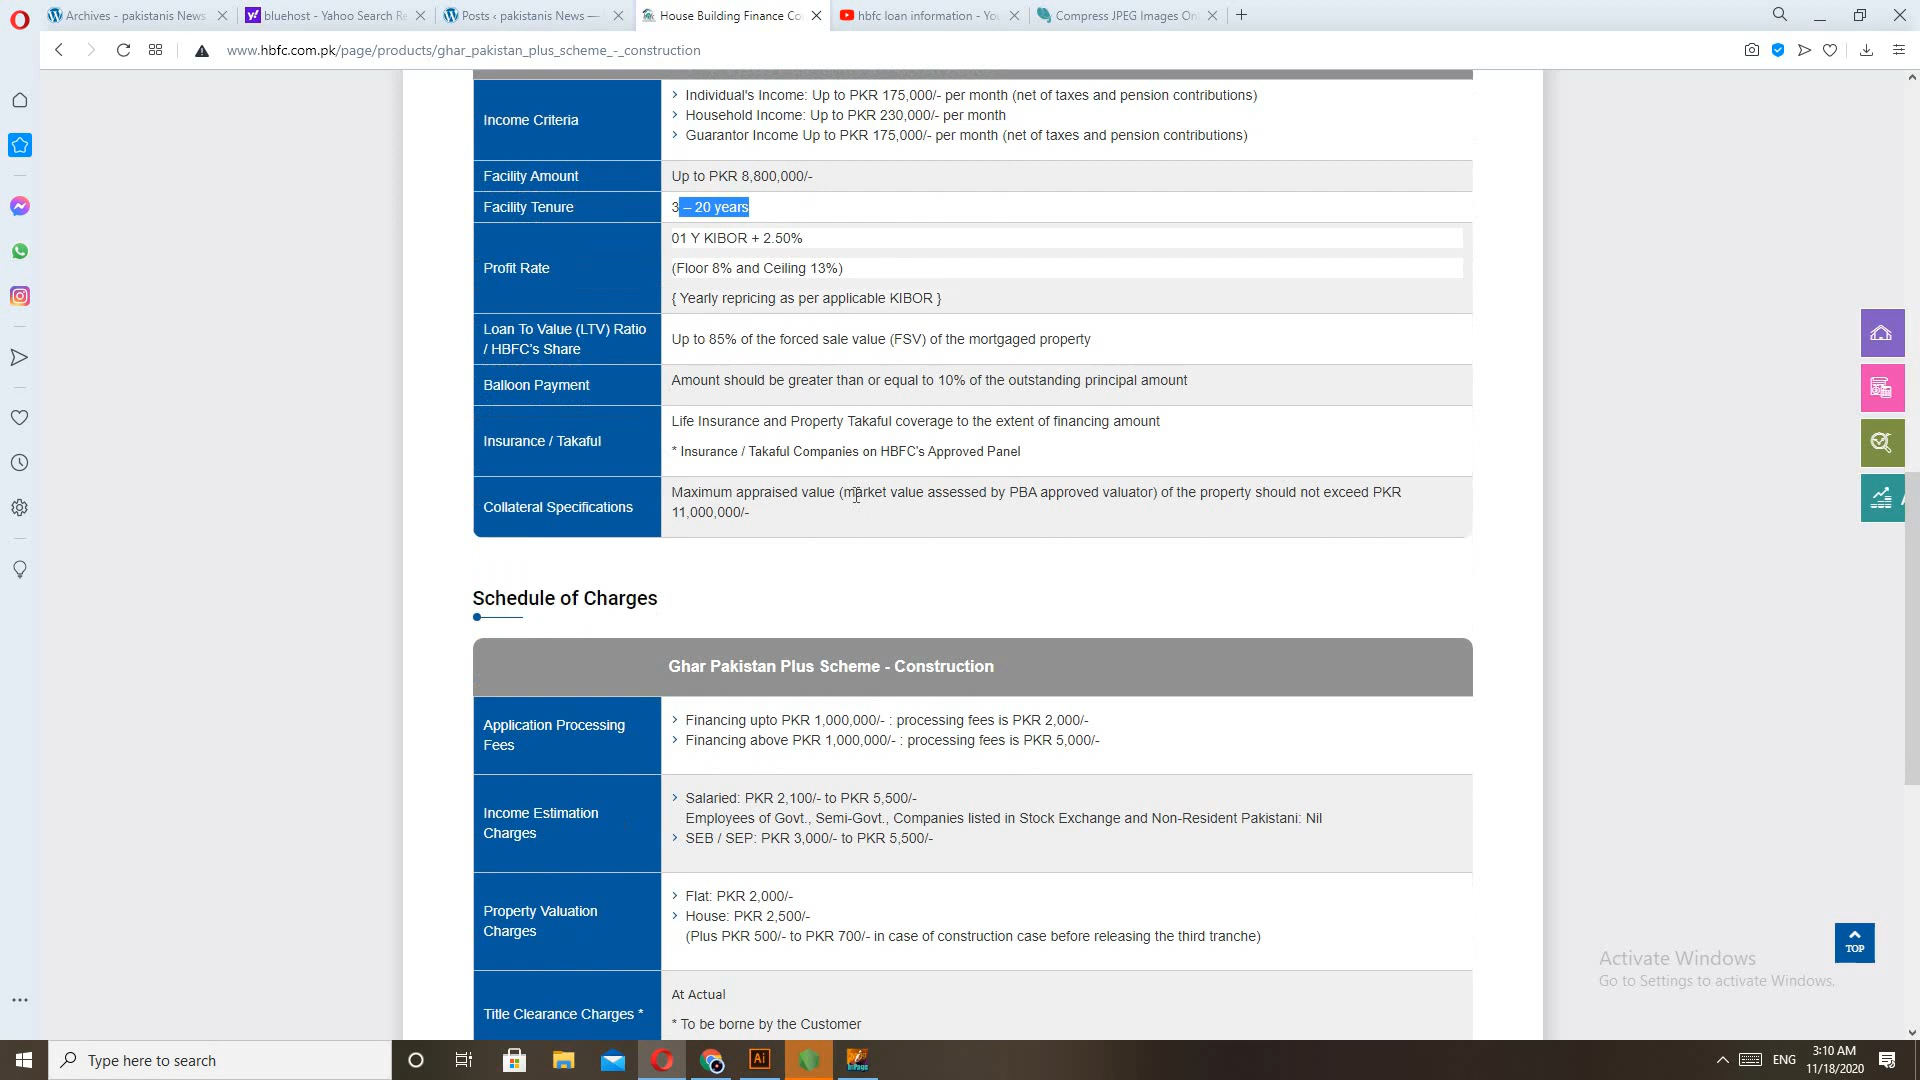 Archives - pakistanis News
bluehost - Yahoo Search Re
Posts ‹ pakistanis News —
House Building Finance Co
hbfc loan information - You
Compress JPEG Images On
www.hbfc.com.pk/page/products/ghar_pakistan_plus_scheme_-_construction
Income Criteria
Individual's Income: Up to PKR 175,000/- per month (net of taxes and pension contributions)
Household Income: Up to PKR 230,000/- per month
Guarantor Income Up to PKR 175,000/- per month (net of taxes and pension contributions)
Facility Amount
Up to PKR 8,800,000/-
Facility Tenure
3 – 20 years
Profit Rate
01 Y KIBOR + 2.50%
(Floor 8% and Ceiling 13%)
{ Yearly repricing as per applicable KIBOR }
Loan To Value (LTV) Ratio
/ HBFC's Share
Up to 85% of the forced sale value (FSV) of the mortgaged property
Balloon Payment
Amount should be greater than or equal to 10% of the outstanding principal amount
Insurance / Takaful
Life Insurance and Property Takaful coverage to the extent of financing amount
* Insurance / Takaful Companies on HBFC's Approved Panel
Collateral Specifications
Maximum appraised value (market value assessed by PBA approved valuator) of the property should not exceed PKR
11,000,000/-
Schedule of Charges
Ghar Pakistan Plus Scheme - Construction
Application Processing
Fees
Financing upto PKR 1,000,000/- : processing fees is PKR 2,000/-
Financing above PKR 1,000,000/- : processing fees is PKR 5,000/-
Income Estimation
Charges
Salaried: PKR 2,100/- to PKR 5,500/-
Employees of Govt., Semi-Govt., Companies listed in Stock Exchange and Non-Resident Pakistani: Nil
SEB / SEP: PKR 3,000/- to PKR 5,500/-
Property Valuation
Charges
Flat: PKR 2,000/-
House: PKR 2,500/-
(Plus PKR 500/- to PKR 700/- in case of construction case before releasing the third tranche)
Title Clearance Charges *
At Actual
* To be borne by the Customer
TOP
Activate Windows
Go to Settings to activate Windows.
Type here to search
Ai
ENG
3:10 AM
11/18/2020